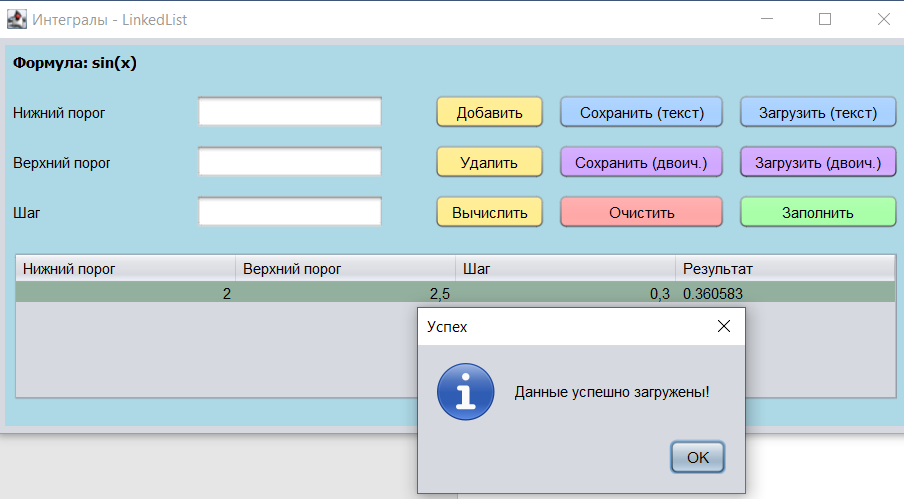 Интегралы - LinkedList
Формула: sin(x)
Нижний порог
Добавить
Сохранить (текст)
Загрузить (текст)
Верхний порог
Удалить
Сохранить (двоич.)
Загрузить (двоич.)
Шаг
Вычислить
Очистить
Заполнить
Нижний порог Верхний порог Шаг Результат
2 2,5 0,3 0.360583
Успех
Данные успешно загружены!
OK